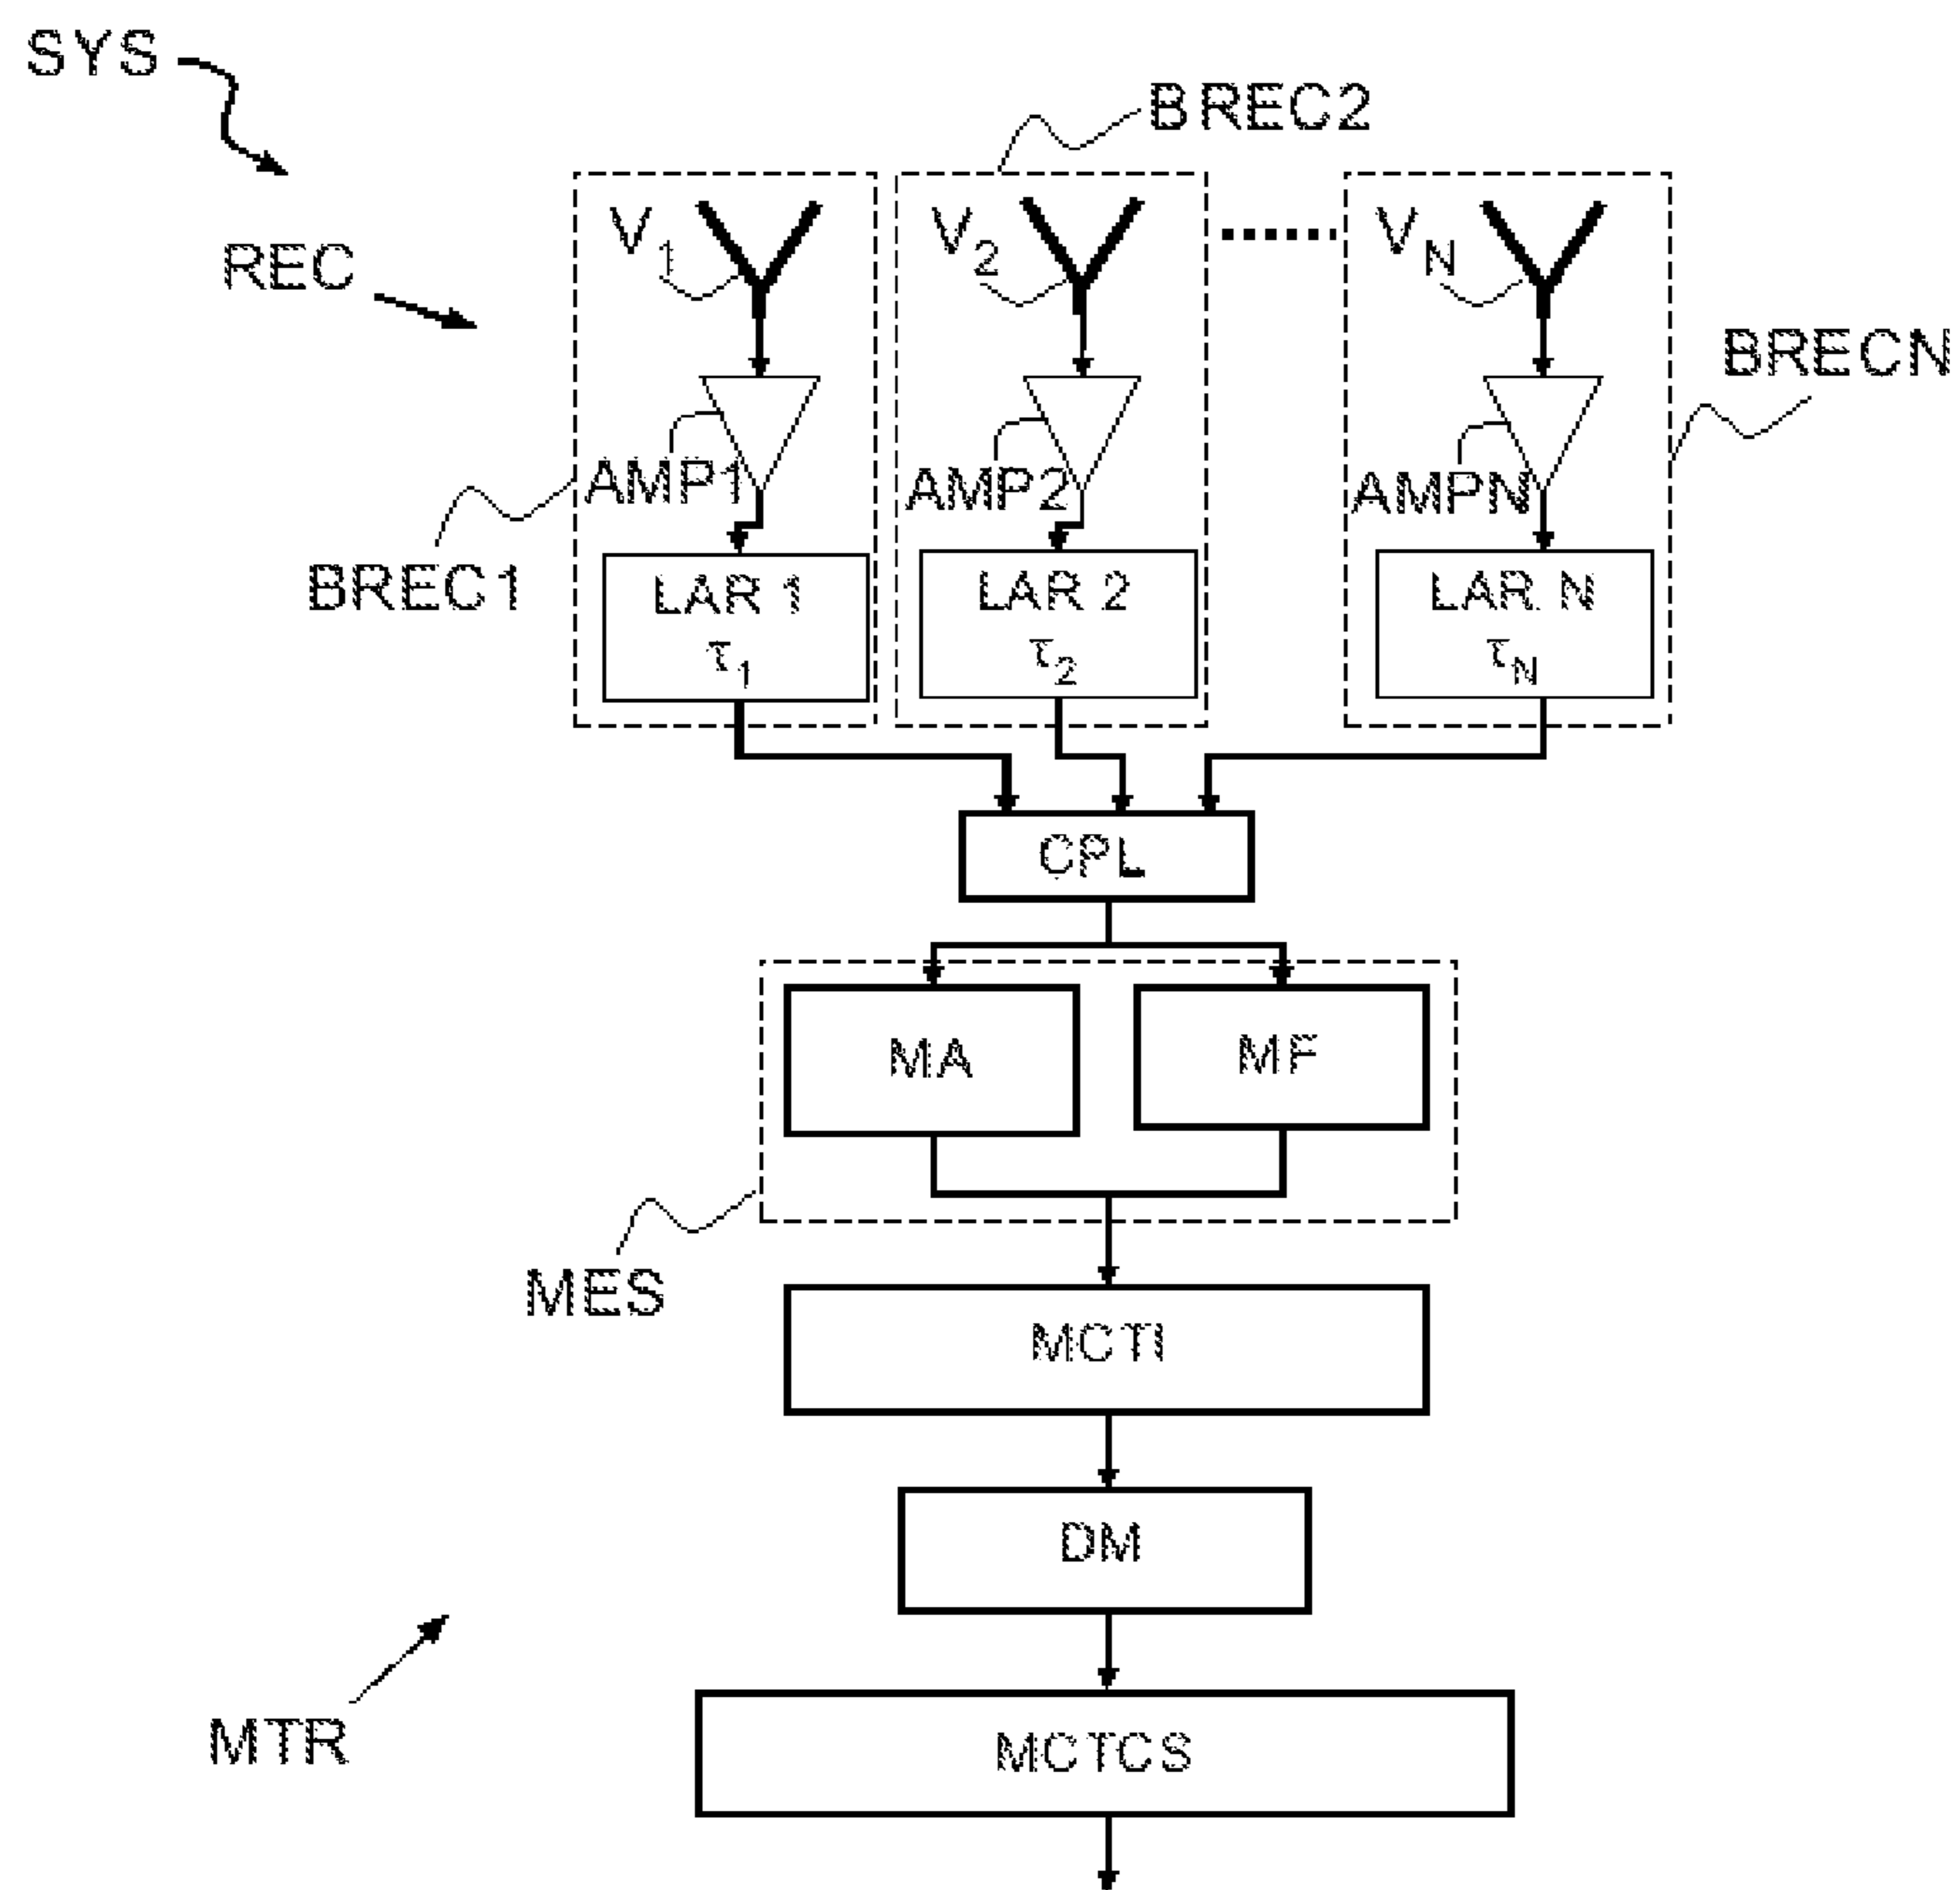 SYS
BREC2
V1
V2
......
VN
REC
BRECN
AMP1
AMP2
AMPN
BREC1
LAR 1
τ1
LAR 2
τ2
LAR N
τN
CPL
MA
MF
MES
MCTI
DM
MTR
MCTCS